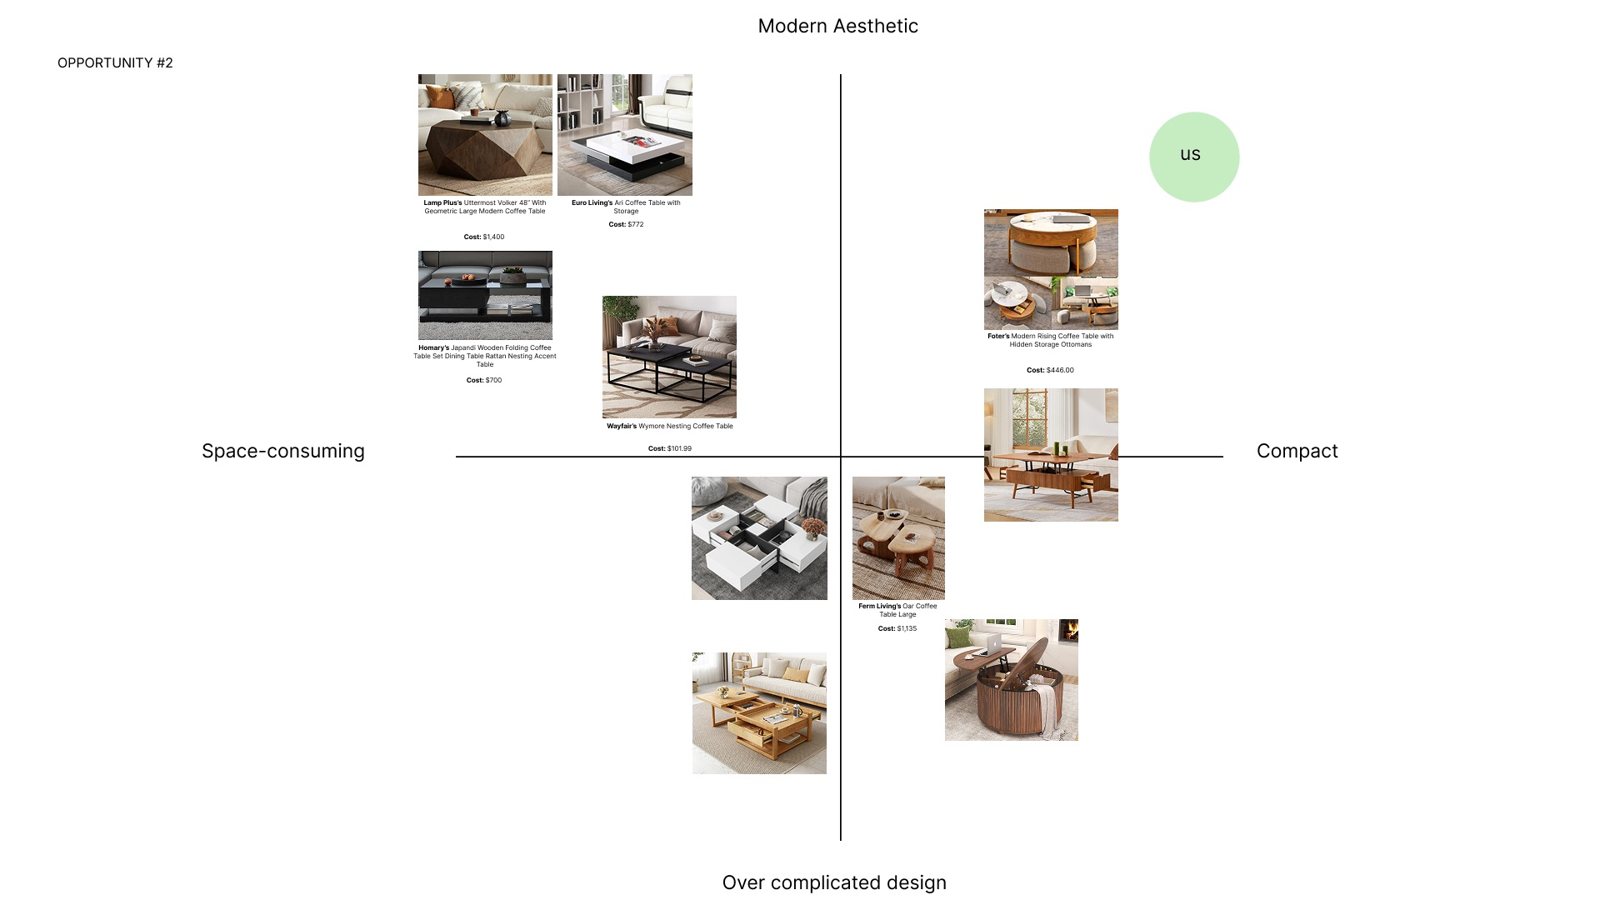 Modern Aesthetic
OPPORTUNITY #2
us
Lamp Plus's Uttermost Volker 48" With
Geometric Large Modern Coffee Table
Cost: $1,400
Euro Living's Ari Coffee Table with
Storage
Cost: $772
Homary's Japandi Wooden Folding Coffee
Table Set Dining Table Rattan Nesting Accent
Table
Cost: $700
Foter's Modern Rising Coffee Table with
Hidden Storage Ottomans
Cost: $446.00
Wayfair's Wymore Nesting Coffee Table
Cost: $101.99
Space-consuming
Compact
Ferm Living's Oar Coffee
Table Large
Cost: $1,135
Over complicated design